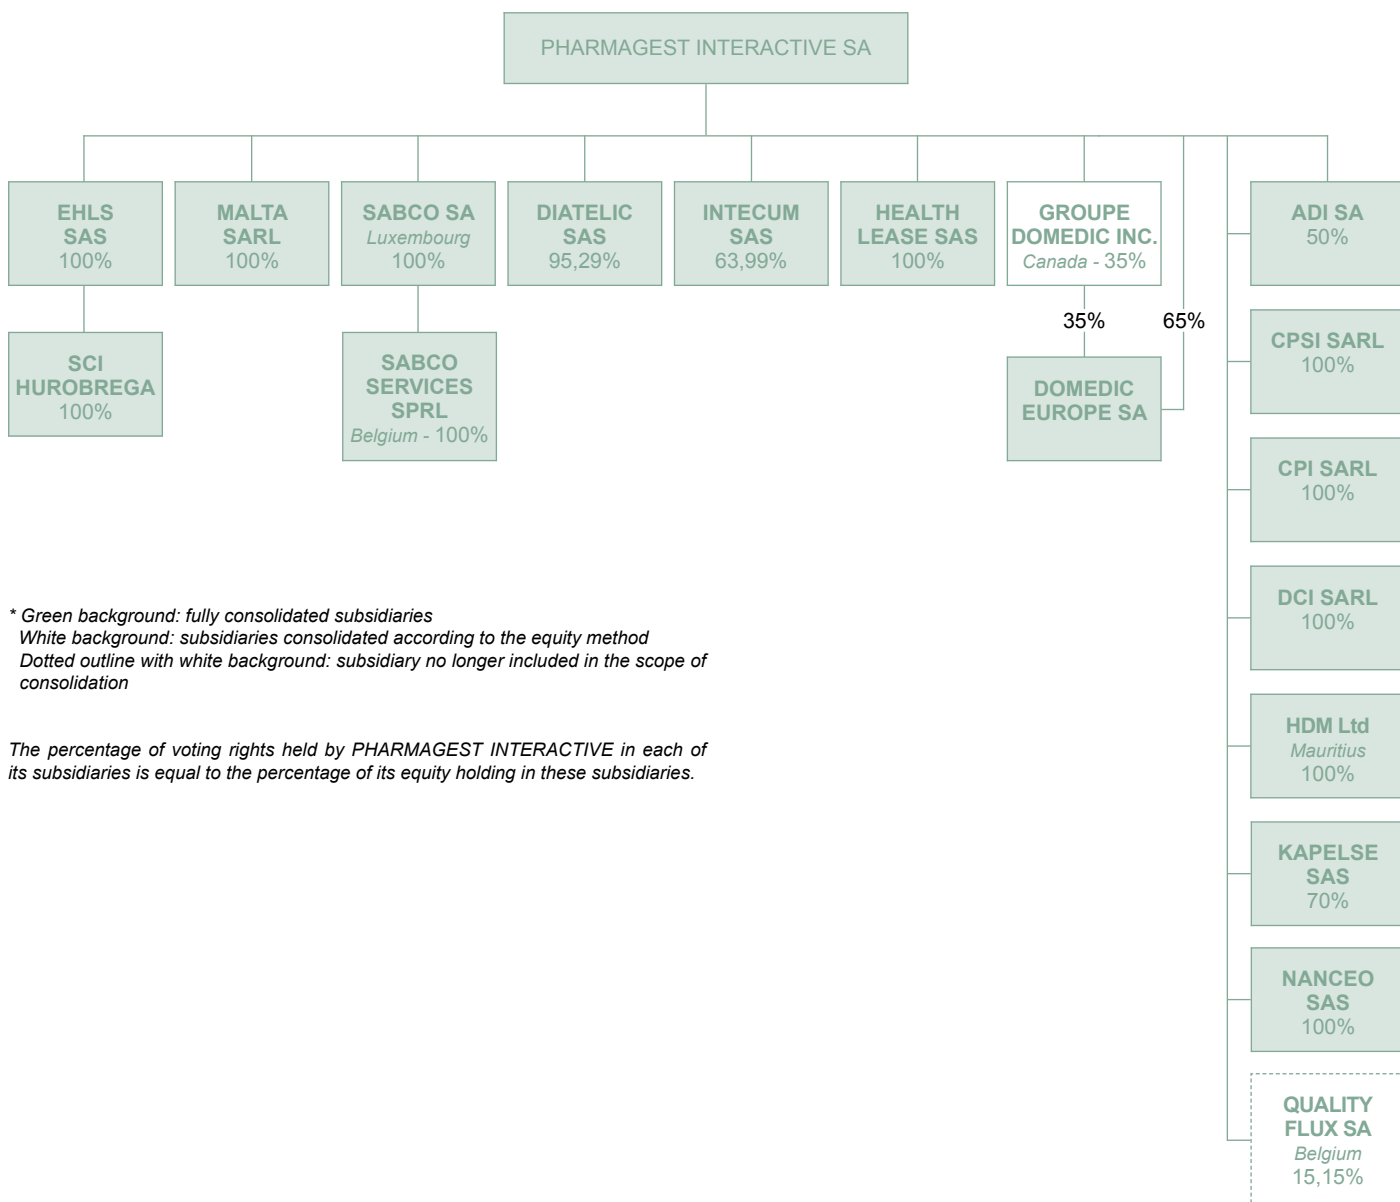 PHARMAGEST INTERACTIVE SA
EHLS
SAS
100%
MALTA
SARL
100%
SABCO SA
Luxembourg
100%
DIATELIC
SAS
95,29%
INTECUM
SAS
63,99%
HEALTH
LEASE SAS
100%
GROUPE
DOMEDIC INC.
Canada - 35%
ADI SA
50%
35%
65%
SCI
HUROBREGA
100%
SABCO
SERVICES
SPRL
Belgium - 100%
DOMEDIC
EUROPE SA
CPSI SARL
100%
CPI SARL
100%
DCI SARL
100%
HDM Ltd
Mauritius
100%
KAPELSE
SAS
70%
NANCEO
SAS
100%
QUALITY
FLUX SA
Belgium
15,15%
* Green background: fully consolidated subsidiaries
White background: subsidiaries consolidated according to the equity method
Dotted outline with white background: subsidiary no longer included in the scope of
consolidation
The percentage of voting rights held by PHARMAGEST INTERACTIVE in each of
its subsidiaries is equal to the percentage of its equity holding in these subsidiaries.